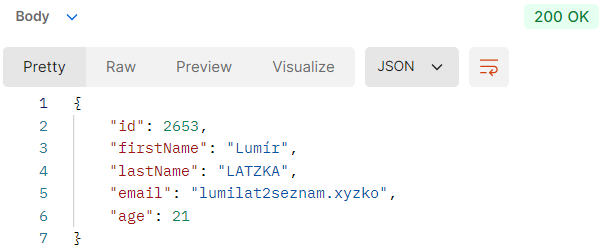 Body 200 OK
Pretty Raw Preview Visualize JSON
1 {
2 "id": 2653,
3 "firstName": "Lumír",
4 "lastName": "LATZKA",
5 "email": "lumilat2seznam.xyzko",
6 "age": 21
7 }